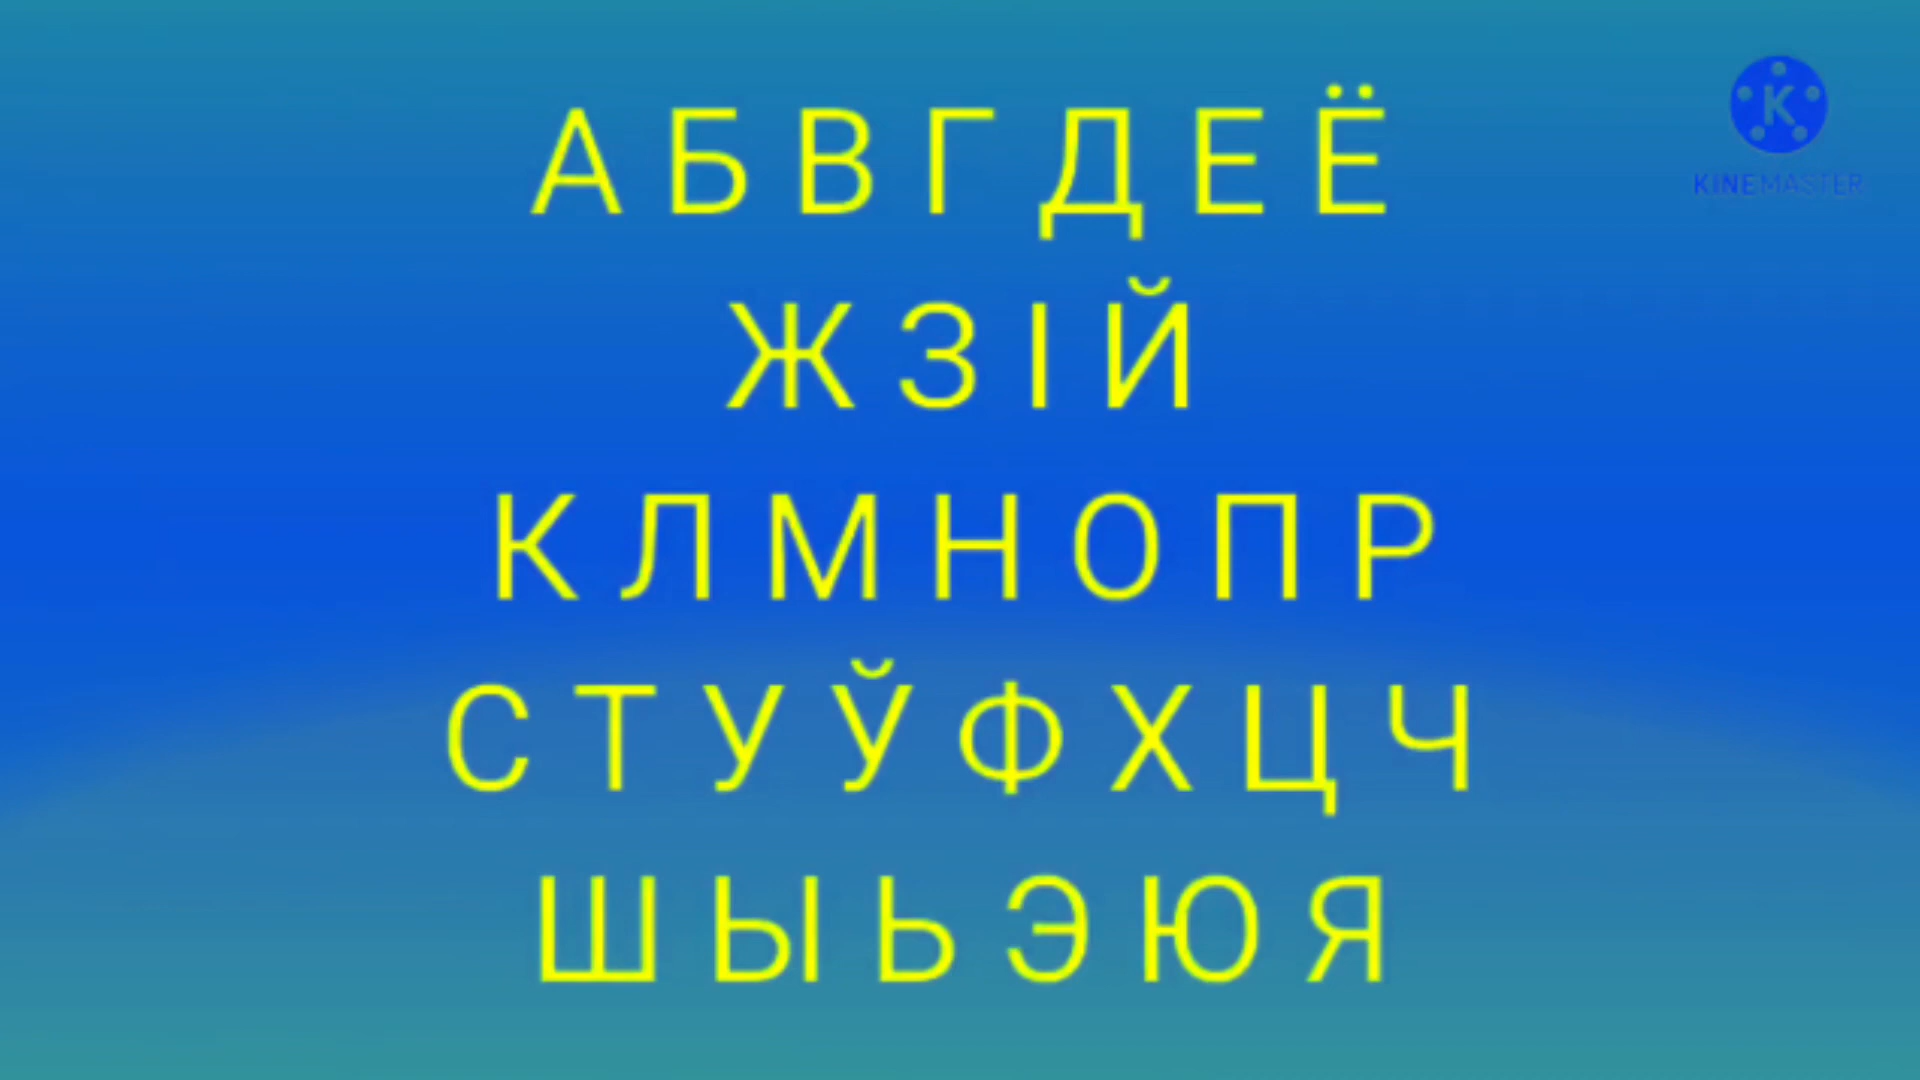 А Б В Г Д Е Ё
KINEMASTER
Ж З І Й
К Л М Н О П Р
С Т У Ў Ф Х Ц Ч
Ш Ы Ь Э Ю Я